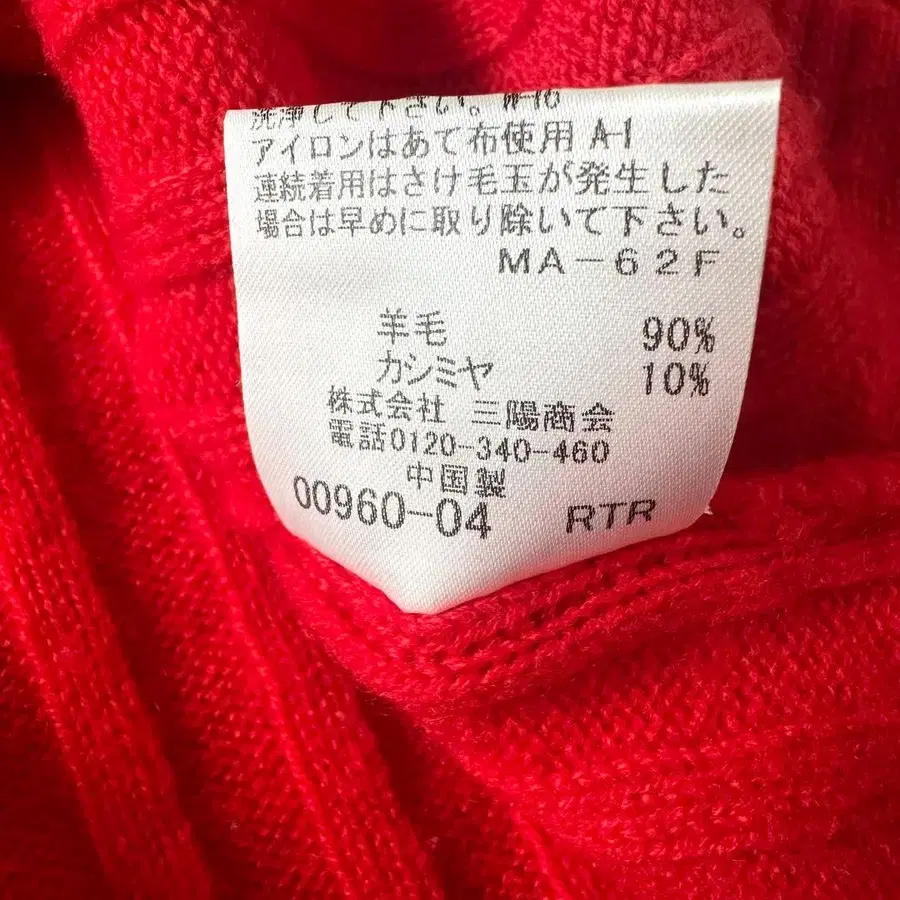 洗浄して下さい。W-16
アイロンはあて布使用 A-1
連続着用はさけ毛玉が発生した
場合は早めに取り除いて下さい。
MA-62F
羊毛 90%
カシミヤ 10%
株式会社 三陽商会
電話0120-340-460
中国製
00960-04 RTR